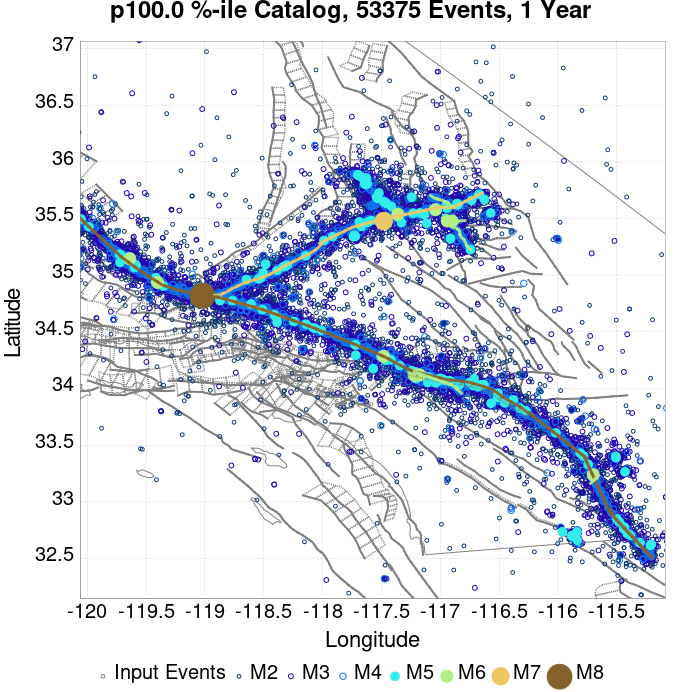 p100.0 %-ile Catalog, 53375 Events, 1 Year
37
36.5
36
35.5
35
34.5
34
33.5
33
32.5
Latitude
-120 -119.5 -119 -118.5 -118 -117.5 -117 -116.5 -116 -115.5
Longitude
Input Events M2 M3 M4 M5 M6 M7 M8